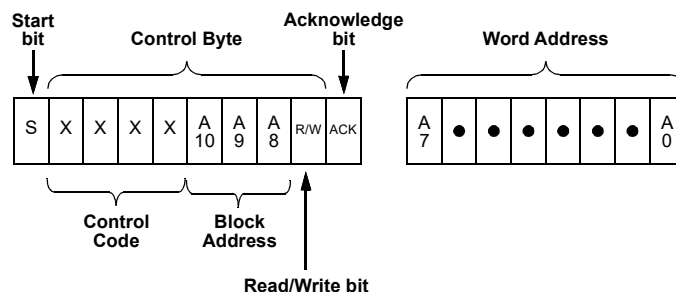 Start
bit
Control Byte
Acknowledge
bit
Word Address
S X X X X A
10 A
9 A
8 R/W ACK
A
7 ● ● ● ● ● ● A
0
Control
Code
Block
Address
Read/Write bit